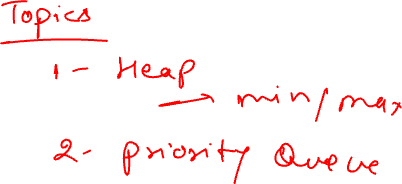 Topics
1- Heap
→ min/max
2- Priority Queue